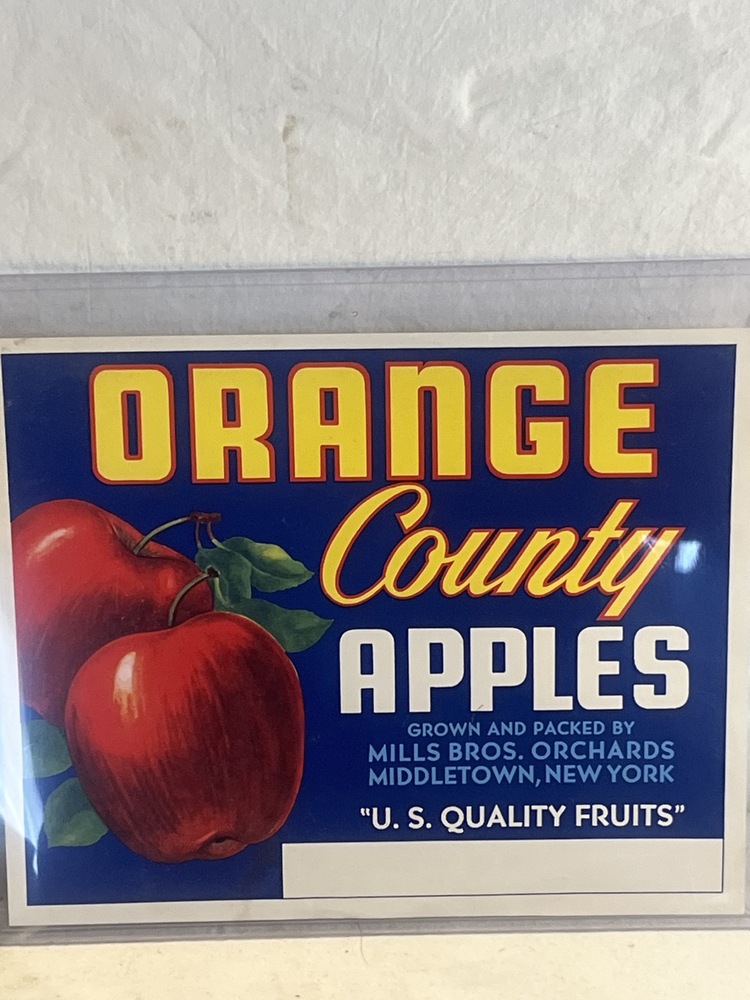 ORANGE
County
APPLES
GROWN AND PACKED BY
MILLS BROS. ORCHARDS
MIDDLETOWN, NEW YORK
"U. S. QUALITY FRUITS"